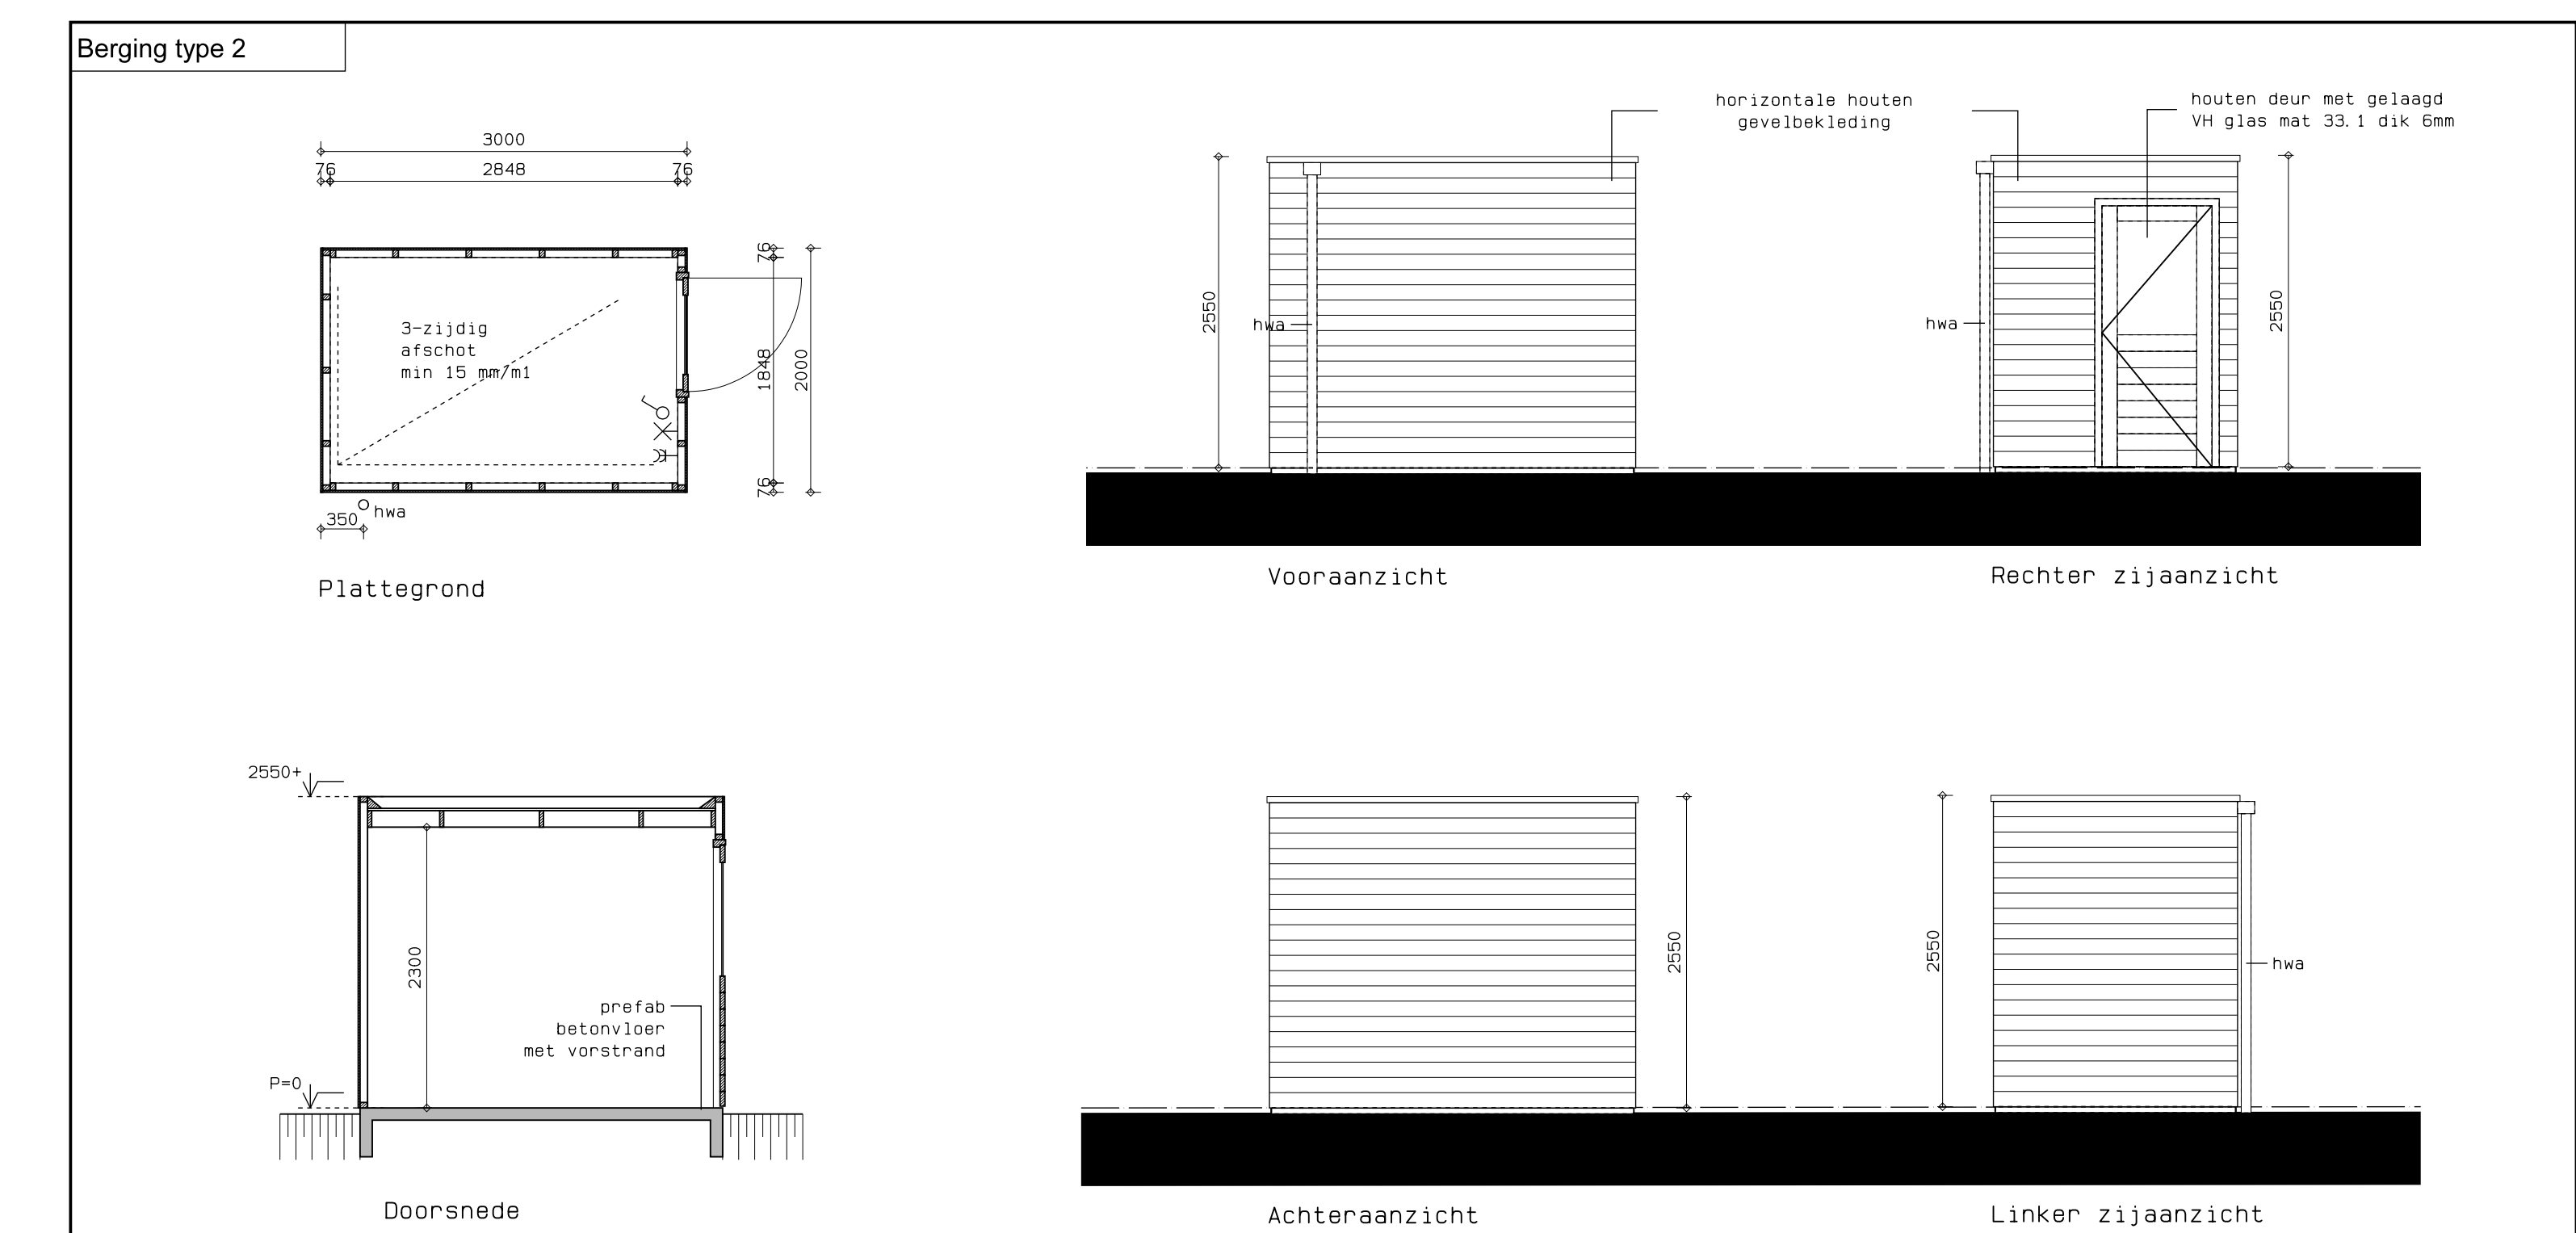 Berging type 2
3000
76
2848
76
3-zijdig
afschot
min 15 mm/m1
76
1848
2000
76
350
hwa
Plattegrond
horizontale houten
gevelbekleding
2550
hwa
Vooraanzicht
houten deur met gelaagd
VH glas mat 33.1 dik 6mm
hwa
2550
Rechter zijaanzicht
2550+
2300
prefab
betonvloer
met vorstrand
P=0
Doorsnede
2550
Achteraanzicht
2550
hwa
Linker zijaanzicht